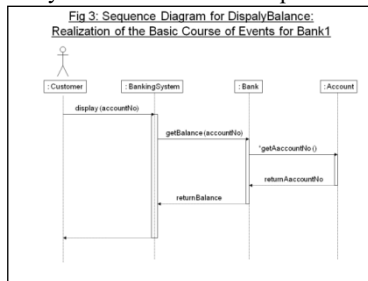 Fig 3: Sequence Diagram for DispalyBalance:
Realization of the Basic Course of Events for Bank1
: Customer
: BankingSystem
: Bank
: Account
display (accountNo)
getBalance (accountNo)
*getAaccountNo ()
returnAaccountNo
returnBalance